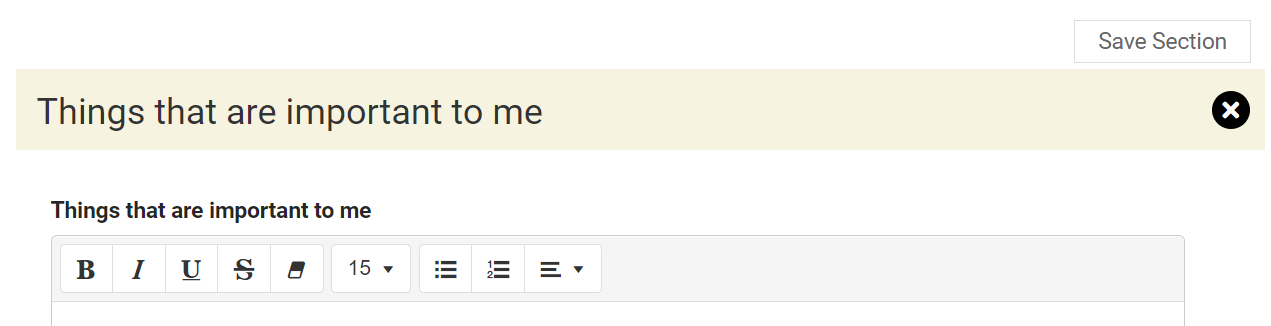 Save Section
Things that are important to me
Things that are important to me
B I U S 15